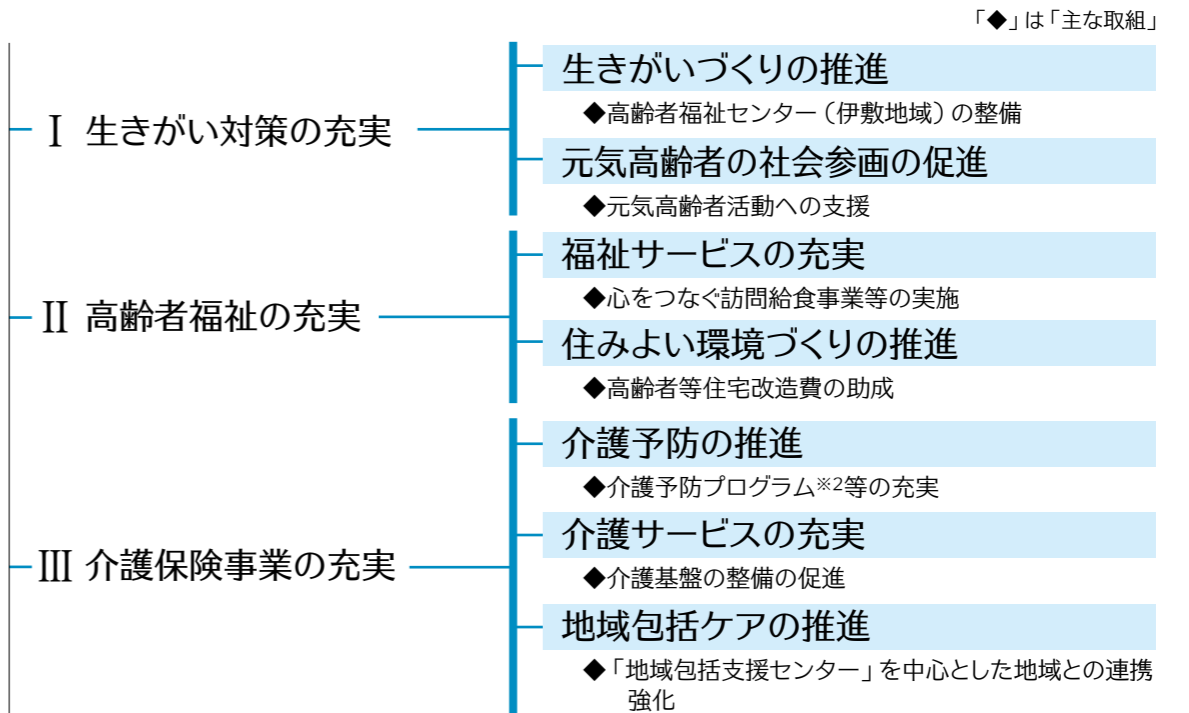 「◆」は「主な取組」
Ⅰ 生きがい対策の充実
生きがいづくりの推進
◆高齢者福祉センター（伊敷地域）の整備
元気高齢者の社会参画の促進
◆元気高齢者活動への支援
Ⅱ 高齢者福祉の充実
福祉サービスの充実
◆心をつなぐ訪問給食事業等の実施
住みよい環境づくりの推進
◆高齢者等住宅改造費の助成
Ⅲ 介護保険事業の充実
介護予防の推進
◆介護予防プログラム※2等の充実
介護サービスの充実
◆介護基盤の整備の促進
地域包括ケアの推進
◆「地域包括支援センター」を中心とした地域との連携
強化